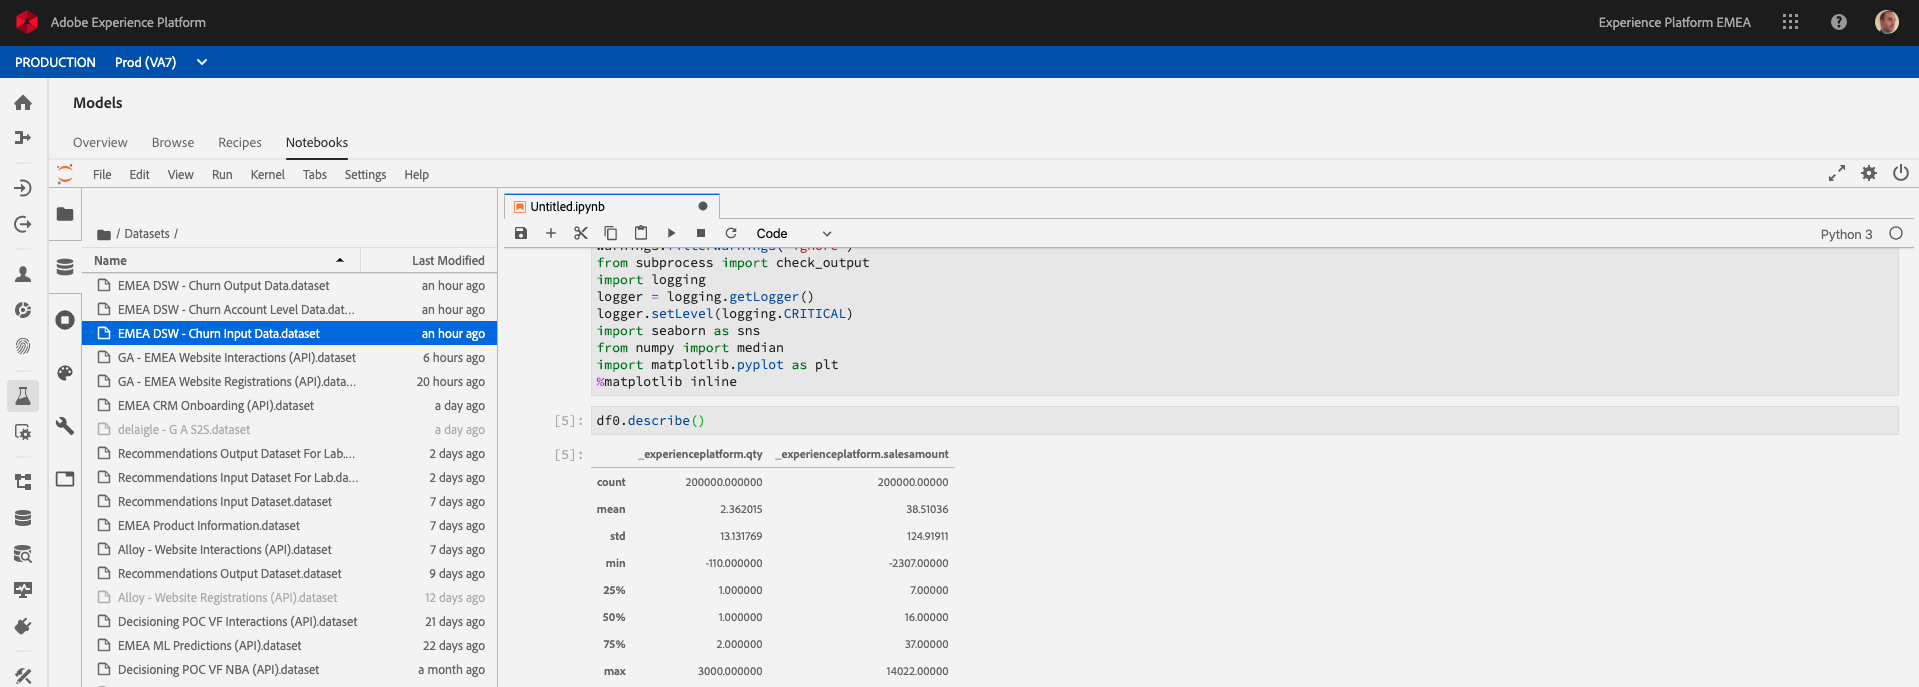 Adobe Experience Platform
Experience Platform EMEA
PRODUCTION Prod (VA7)
Models
Overview Browse Recipes Notebooks
File Edit View Run Kernel Tabs Settings Help
/ Datasets /
Name Last Modified
EMEA DSW - Churn Output Data.dataset an hour ago
EMEA DSW - Churn Account Level Data.dat... an hour ago
EMEA DSW - Churn Input Data.dataset an hour ago
GA - EMEA Website Interactions (API).dataset 6 hours ago
GA - EMEA Website Registrations (API).data... 20 hours ago
EMEA CRM Onboarding (API).dataset a day ago
delaigle - G A S2S.dataset a day ago
Recommendations Output Dataset For Lab.... 2 days ago
Recommendations Input Dataset For Lab.da... 2 days ago
Recommendations Input Dataset.dataset 7 days ago
EMEA Product Information.dataset 7 days ago
Alloy - Website Interactions (API).dataset 7 days ago
Recommendations Output Dataset.dataset 9 days ago
Alloy - Website Registrations (API).dataset 12 days ago
Decisioning POC VF Interactions (API).dataset 21 days ago
EMEA ML Predictions (API).dataset 22 days ago
Decisioning POC VF NBA (API).dataset a month ago
Untitled.ipynb
Code
Python 3
from subprocess import check_output
import logging
logger = logging.getLogger()
logger.setLevel(logging.CRITICAL)
import seaborn as sns
from numpy import median
import matplotlib.pyplot as plt
%matplotlib inline
[5]: df0.describe()
[5]: _experienceplatform.qty _experienceplatform.salesamount
count 200000.000000 200000.00000
mean 2.362015 38.51036
std 13.131769 124.91911
min -110.000000 -2307.00000
25% 1.000000 7.00000
50% 1.000000 16.00000
75% 2.000000 37.00000
max 3000.000000 14022.00000